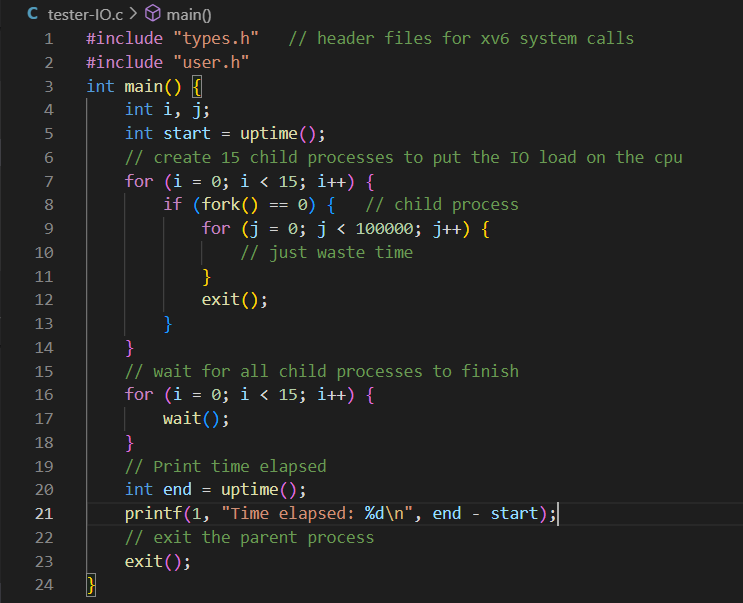 C tester-IO.c > main()
1 #include "types.h"   // header files for xv6 system calls
2 #include "user.h"
3 int main() {
4     int i, j;
5     int start = uptime();
6     // create 15 child processes to put the IO load on the cpu
7     for (i = 0; i < 15; i++) {
8         if (fork() == 0) {   // child process
9             for (j = 0; j < 100000; j++) {
10                 // just waste time
11             }
12             exit();
13         }
14     }
15     // wait for all child processes to finish
16     for (i = 0; i < 15; i++) {
17         wait();
18     }
19     // Print time elapsed
20     int end = uptime();
21     printf(1, "Time elapsed: %d\n", end - start);
22     // exit the parent process
23     exit();
24 }